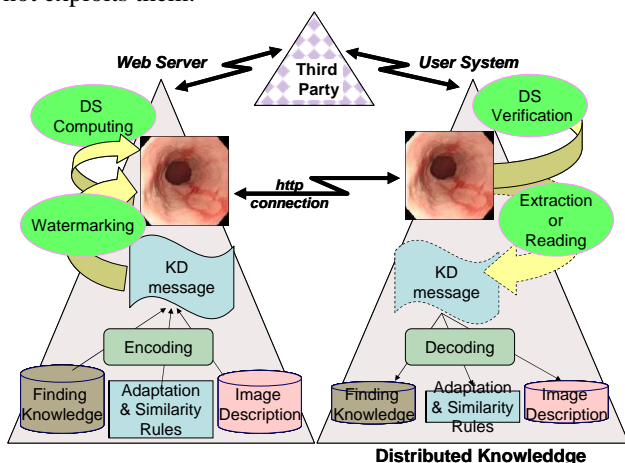 not exploits them.
Web Server
User System
Third
Party
DS
Computing
DS
Verification
http
connection
Watermarking
Extraction
or
Reading
KD
message
KD
message
Encoding
Decoding
Finding
Knowledge
Adaptation
& Similarity
Rules
Image
Description
Finding
Knowledge
Adaptation
& Similarity
Rules
Image
Description
Distributed Knowleddge